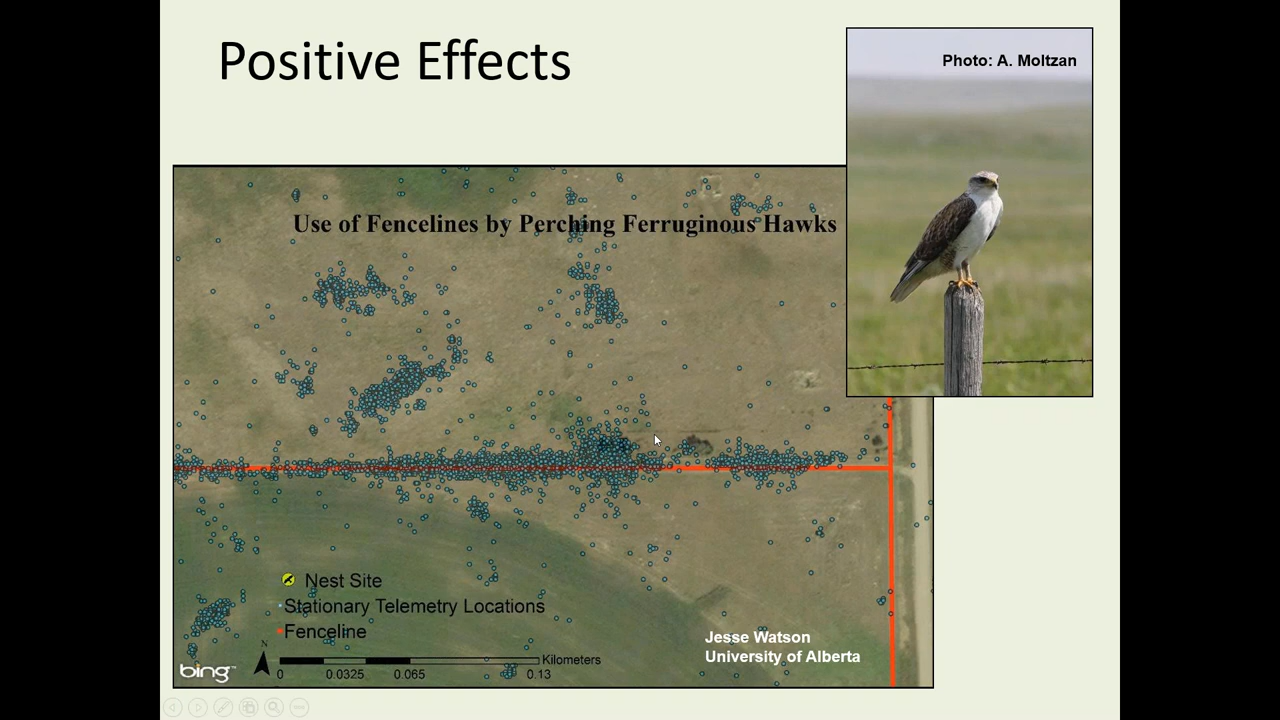 Positive Effects
Photo: A. Moltzan
Use of Fencelines by Perching Ferruginous Hawks
Nest Site
Stationary Telemetry Locations
Fenceline
N
Kilometers
0 0.0325 0.065 0.13
Jesse Watson
University of Alberta
bing